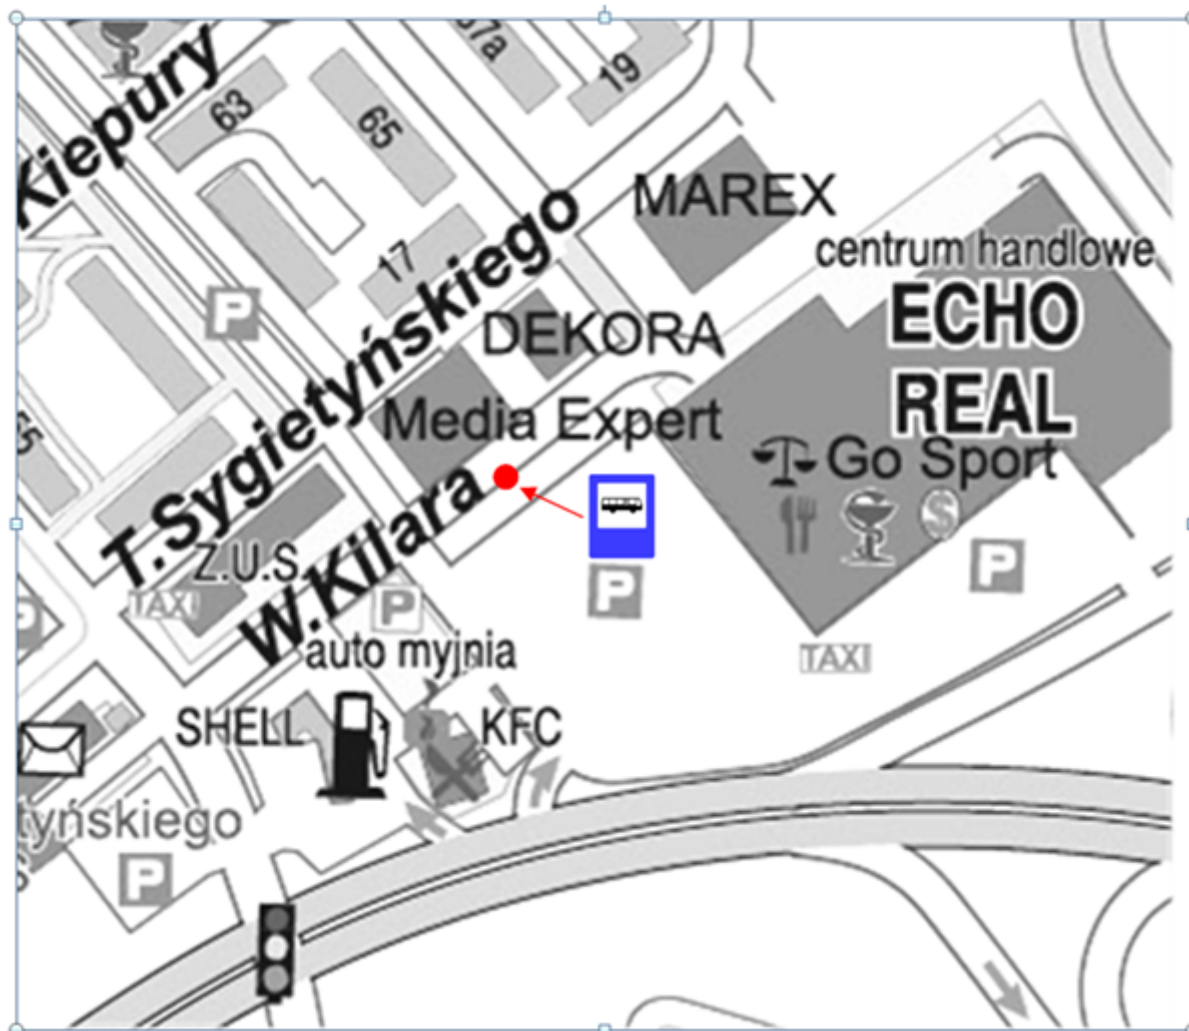 Kiepury
63
65
57a
19
17
MAREX
centrum handlowe
ECHO
REAL
Go Sport
T.Sygietyńskiego
DEKORA
Media Expert
W.Kilara
Z.U.S.
TAXI
P
P
P
P
P
P
$
TAXI
auto myjnia
SHELL
KFC
tyńskiego